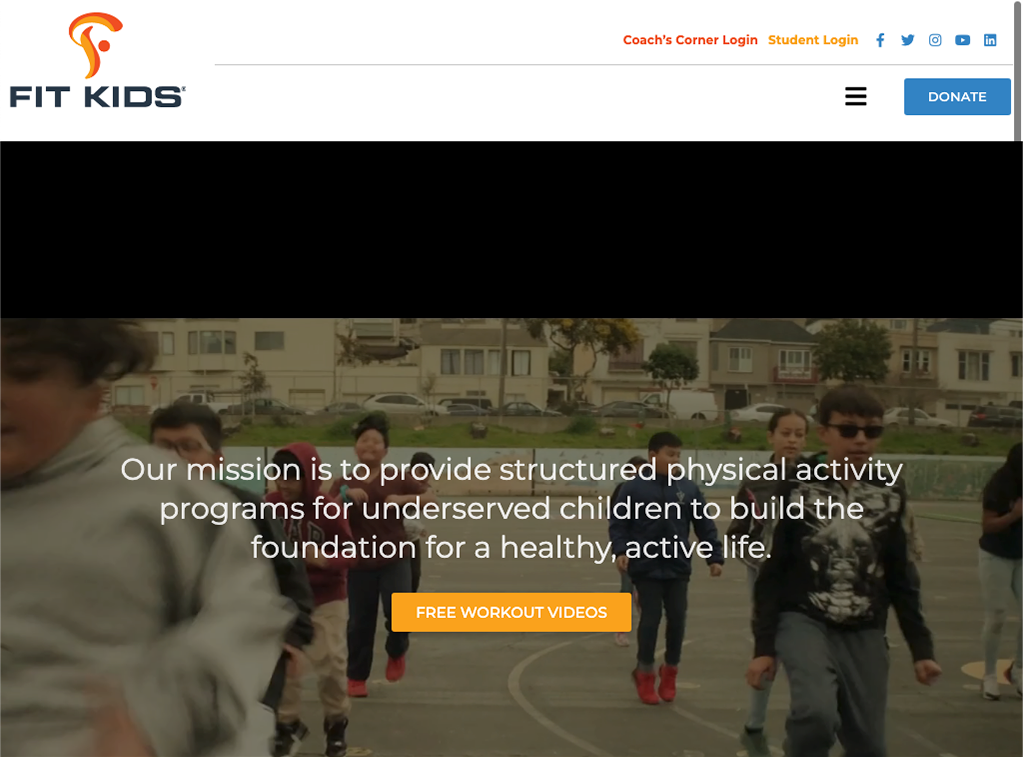 Coach's Corner Login Student Login
FIT KIDS®
DONATE
Our mission is to provide structured physical activity
programs for underserved children to build the
foundation for a healthy, active life.
FREE WORKOUT VIDEOS